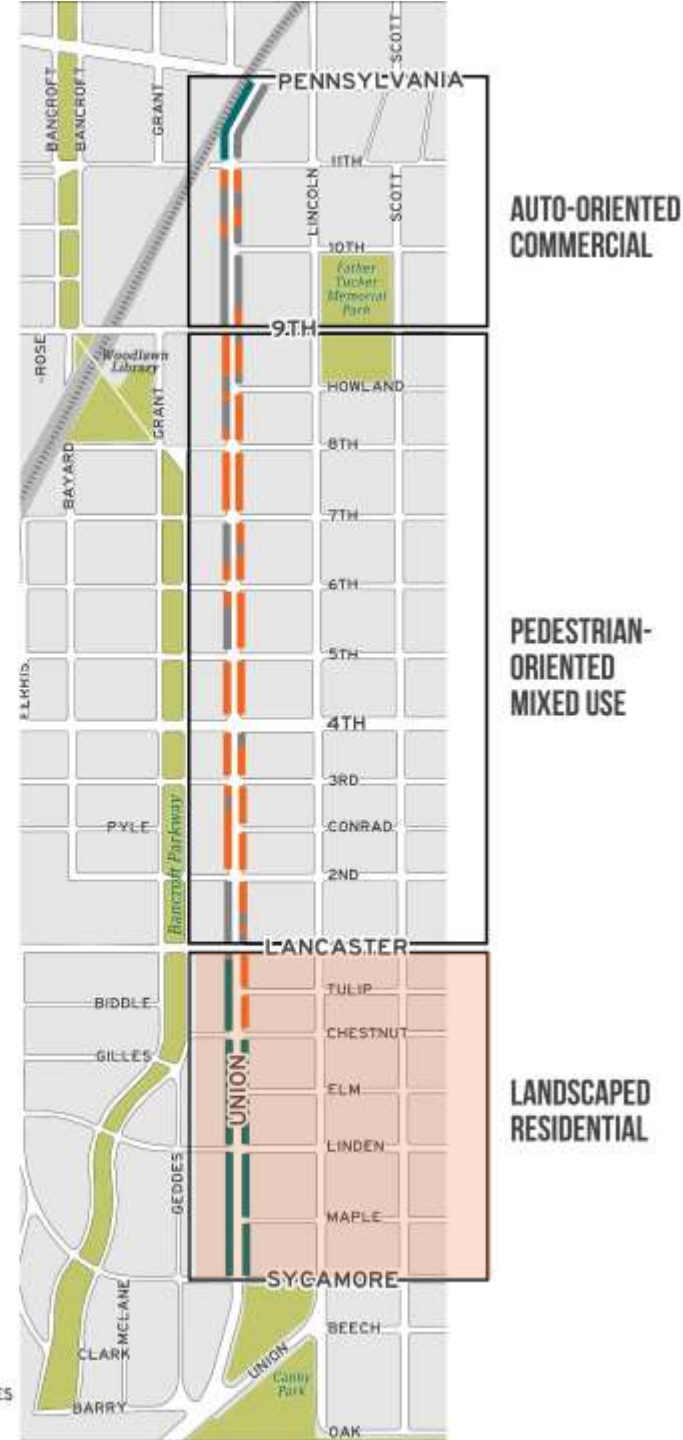 SCOTT
BANCROFT
BANCROFT
GRANT
PENNSYLVANIA
11TH
LINCOLN
SCOTT
AUTO-ORIENTED
COMMERCIAL
10TH
Father
Tucker
Memorial
Park
9TH
ROSE
Woodlawn
Library
GRANT
HOWLAND
8TH
BAYARD
7TH
6TH
5TH
PEDESTRIAN-
ORIENTED
MIXED USE
4TH
3RD
Bancroft Parkway
PYLE
CONRAD
2ND
LANCASTER
TULIP
BIDDLE
CHESTNUT
GILLES
UNION
ELM
LANDSCAPED
RESIDENTIAL
LINDEN
GEDDES
MAPLE
SYCAMORE
MCLANE
BEECH
CLARK
UNION
Canby
Park
ES
BARRY
OAK